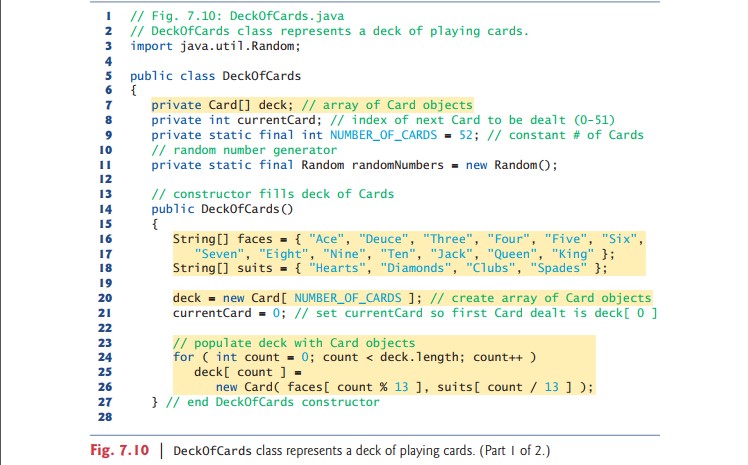 1 // Fig. 7.10: DeckOfCards.java
2 // DeckOfCards class represents a deck of playing cards.
3 import java.util.Random;
4
5 public class DeckOfCards
6 {
7 private Card[] deck; // array of Card objects
8 private int currentCard; // index of next Card to be dealt (0-51)
9 private static final int NUMBER_OF_CARDS = 52; // constant # of Cards
10 // random number generator
11 private static final Random randomNumbers = new Random();
12
13 // constructor fills deck of Cards
14 public DeckOfCards()
15 {
16 String[] faces = { "Ace", "Deuce", "Three", "Four", "Five", "Six",
17 "Seven", "Eight", "Nine", "Ten", "Jack", "Queen", "King" };
18 String[] suits = { "Hearts", "Diamonds", "Clubs", "Spades" };
19
20 deck = new Card[ NUMBER_OF_CARDS ]; // create array of Card objects
21 currentCard = 0; // set currentCard so first Card dealt is deck[ 0 ]
22
23 // populate deck with Card objects
24 for ( int count = 0; count < deck.length; count++ )
25 deck[ count ] =
26 new Card( faces[ count % 13 ], suits[ count / 13 ] );
27 } // end DeckOfCards constructor
28
Fig. 7.10 | DeckOfCards class represents a deck of playing cards. (Part 1 of 2.)